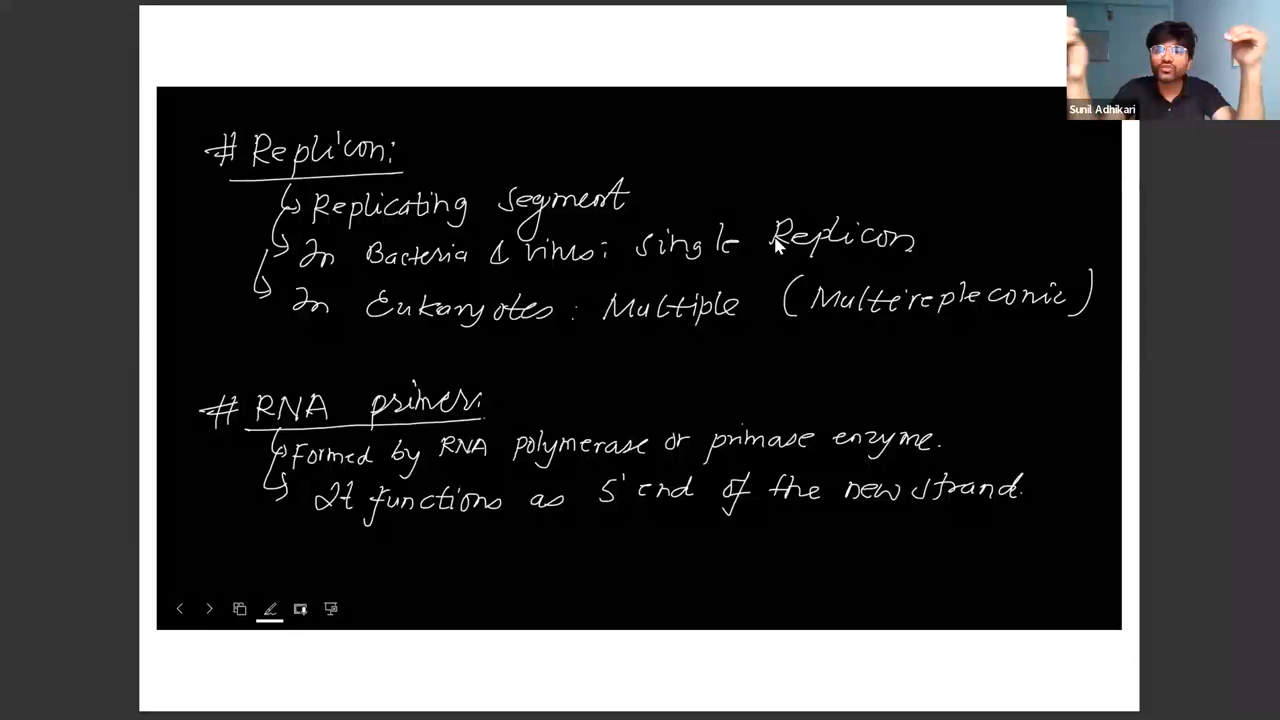 Sunil Adhikari
# Replicon:
Replicating segment
In Bacteria & virus: single Replicon
In Eukaryotes: Multiple (Multirepleconic)
# RNA primer:
Formed by RNA polymerase or primase enzyme.
It functions as 5' end of the new strand.